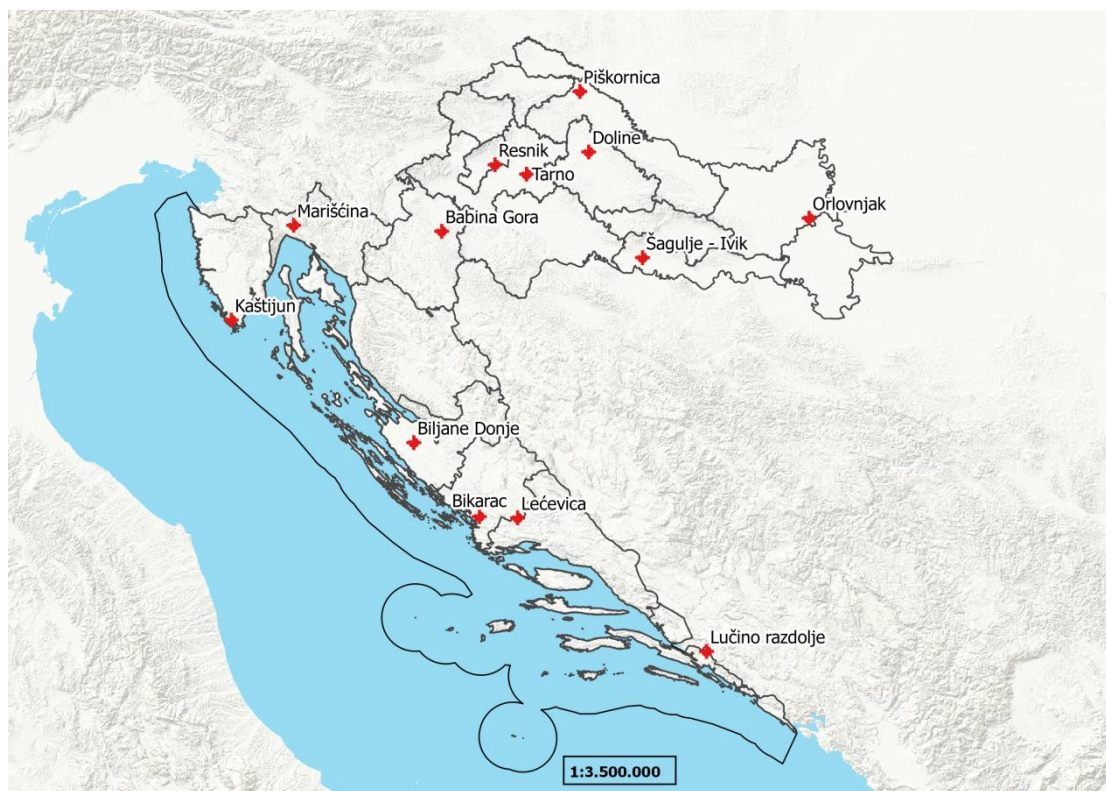 Piškornica
Doline
Resnik
Tarno
Orlovnjak
Babina Gora
Marišćina
Šagulje - Ivik
Kaštijun
Biljane Donje
Bikarac
Lećevica
Lučino razdolje
1:3.500.000